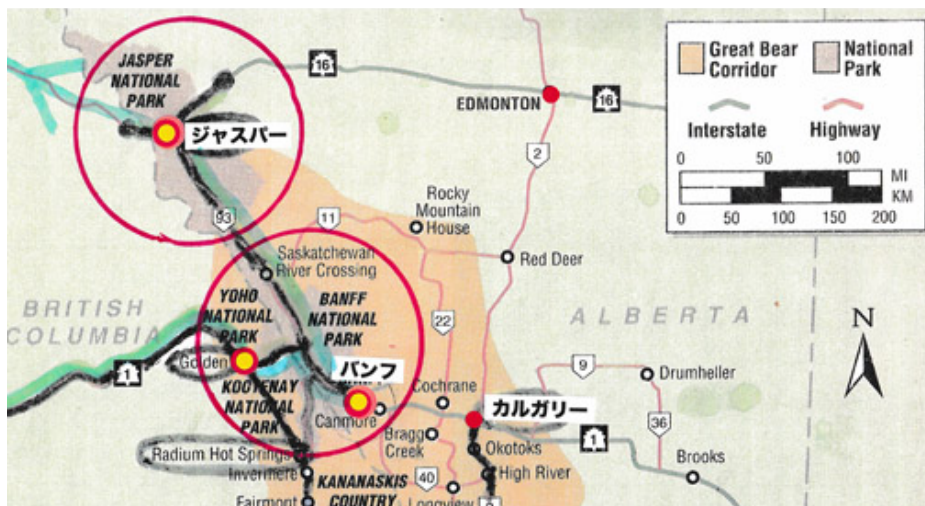 JASPER
NATIONAL
PARK
16
EDMONTON
16
Great Bear
Corridor
National
Park
Interstate
Highway
0
50
100
MI
KM
0
50
100
150
200
ジャスパー
2
93
11
Rocky
Mountain
House
Saskatchewan
River Crossing
Red Deer
BRITISH
COLUMBIA
YOHO
NATIONAL
PARK
BANFF
NATIONAL
PARK
22
ALBERTA
N
Golden
1
バンフ
KOOTENAY
NATIONAL
PARK
Canmore
Cochrane
カルガリー
9
Drumheller
36
Bragg
Creek
Okotoks
1
Brooks
Radium Hot Springs
Invermere
40
High River
KANANASKIS
COUNTRY
Longview
Fairmont